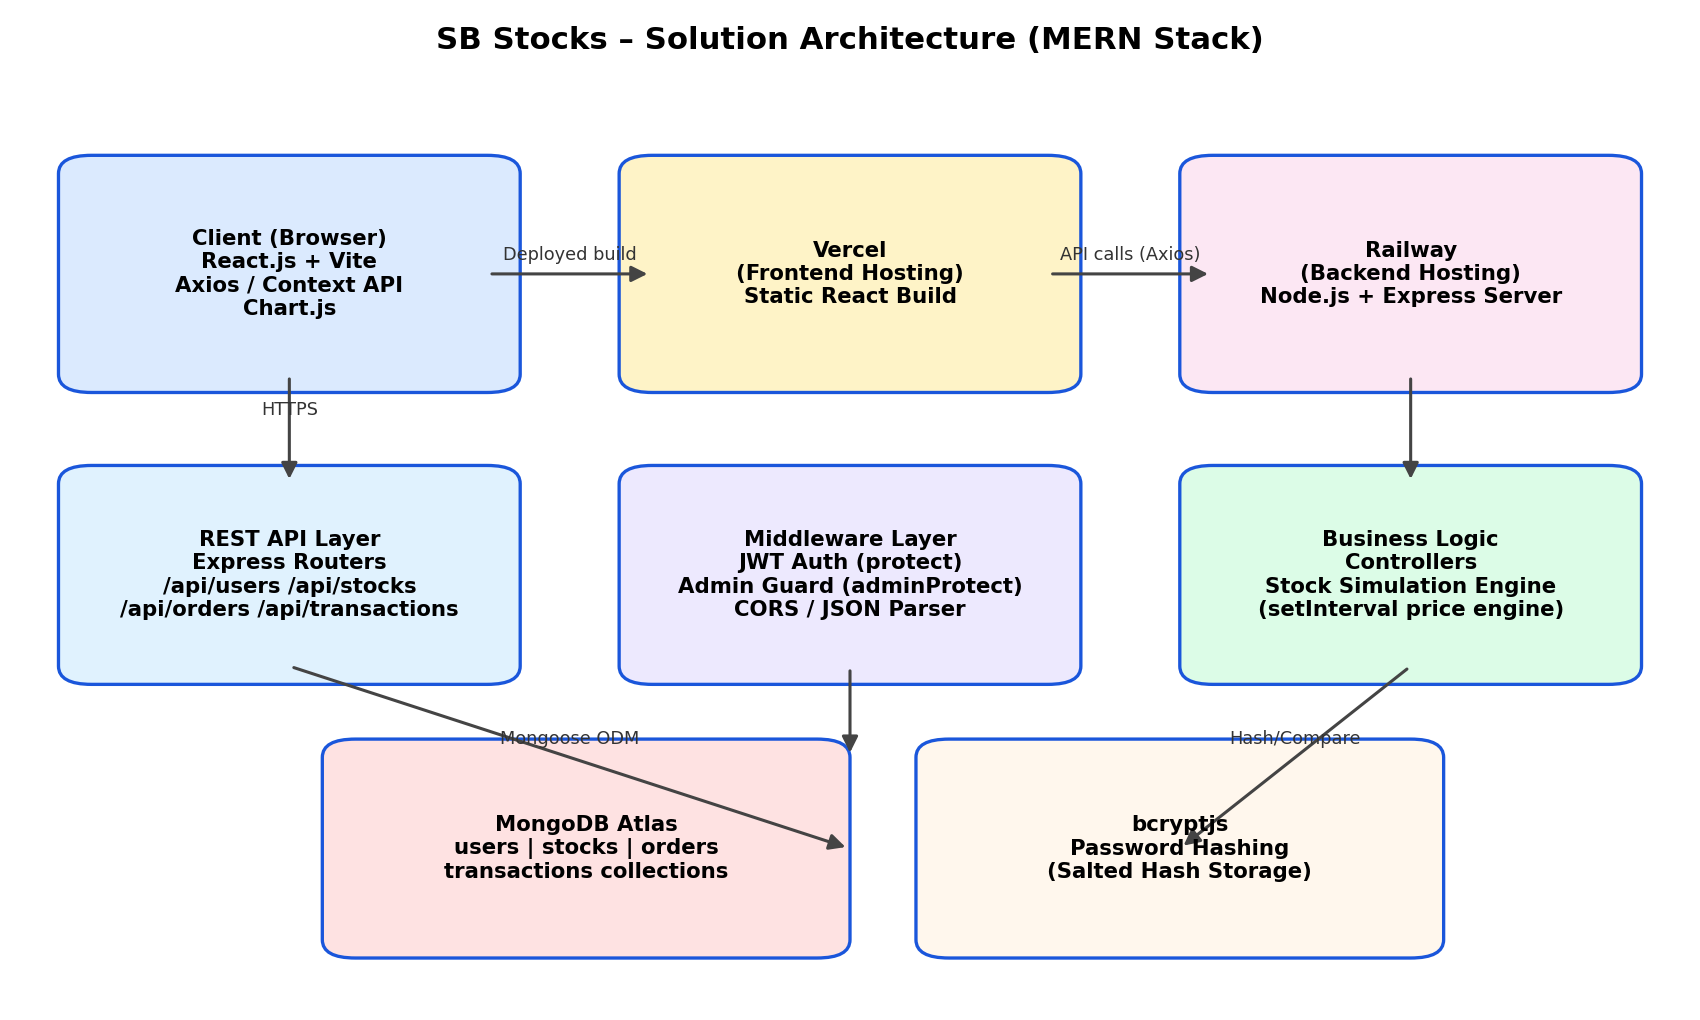 SB Stocks – Solution Architecture (MERN Stack)
Client (Browser)
React.js + Vite
Axios / Context API
Chart.js
Deployed build
Vercel
(Frontend Hosting)
Static React Build
API calls (Axios)
Railway
(Backend Hosting)
Node.js + Express Server
HTTPS
REST API Layer
Express Routers
/api/users /api/stocks
/api/orders /api/transactions
Middleware Layer
JWT Auth (protect)
Admin Guard (adminProtect)
CORS / JSON Parser
Business Logic
Controllers
Stock Simulation Engine
(setInterval price engine)
Mongoose ODM
Hash/Compare
MongoDB Atlas
users | stocks | orders
transactions collections
bcryptjs
Password Hashing
(Salted Hash Storage)